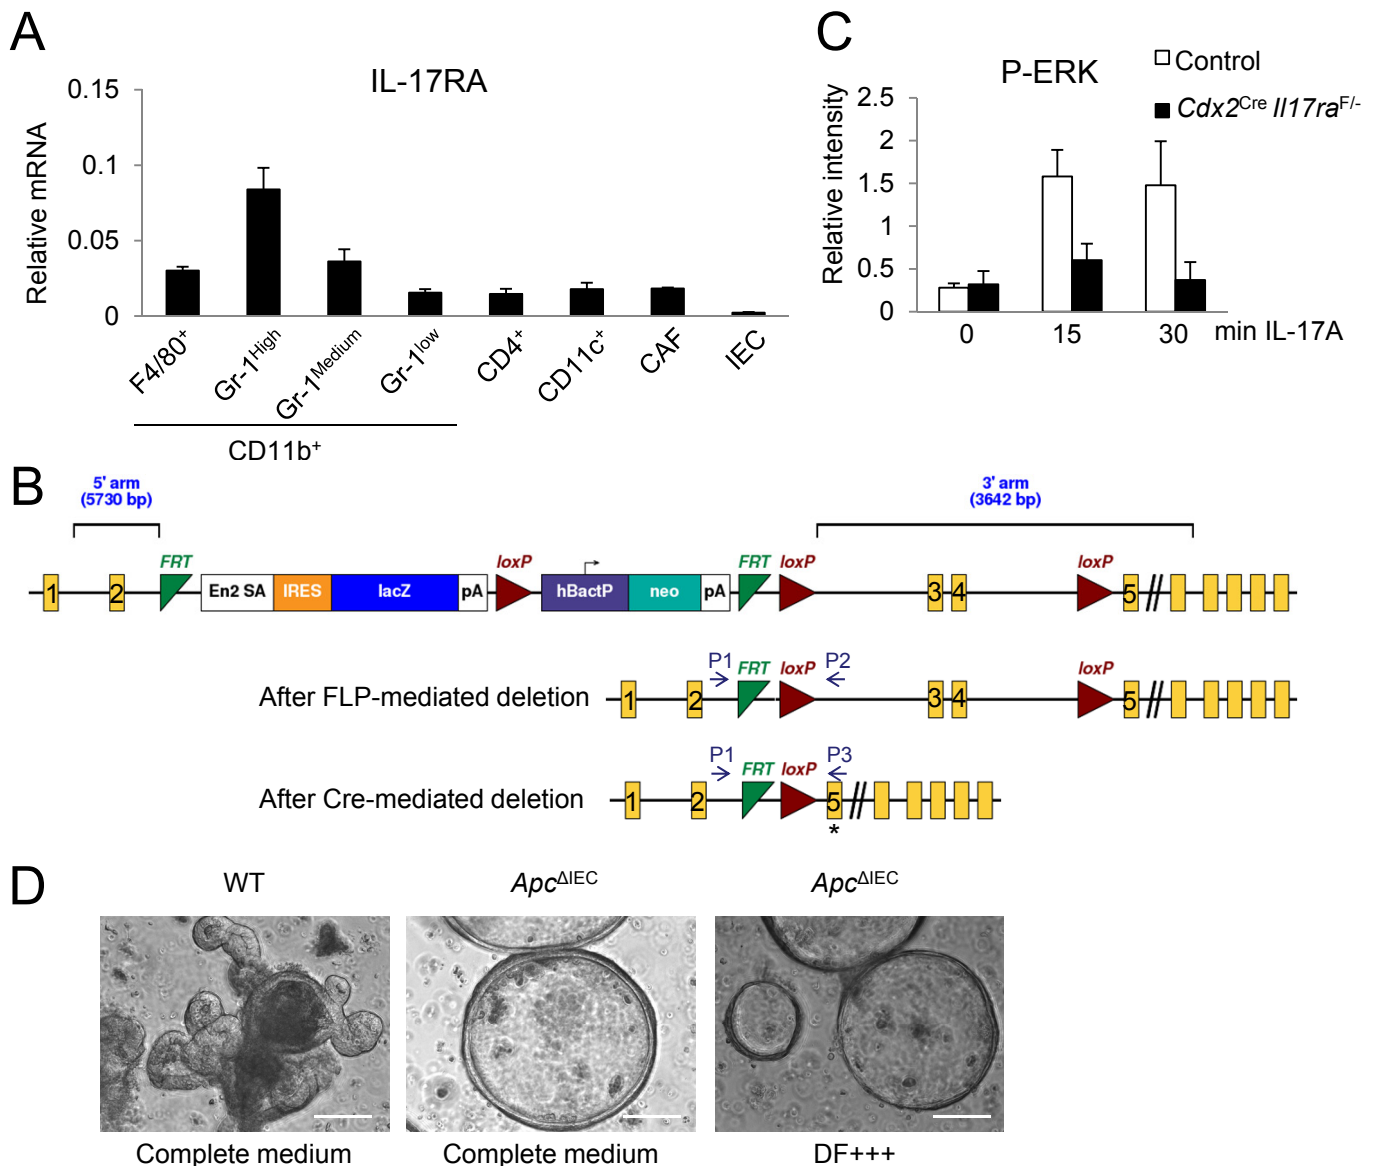 A
IL-17RA
Relative mRNA
0.15
0.1
0.05
0
F4/80⁺
Gr-1ᴴⁱᵍʰ
Gr-1ᴹᵉᵈⁱᵘᵐ
Gr-1ˡᵒʷ
CD4⁺
CD11c⁺
CAF
IEC
CD11b⁺
C
P-ERK
Control
Cdx2ᶜʳᵉ Il17raF/-
Relative intensity
2.5
2
1.5
1
0.5
0
0 15 30 min IL-17A
B
5' arm
(5730 bp)
3' arm
(3642 bp)
FRT loxP FRT loxP loxP
1 2 En2 SA IRES lacZ pA hBactP neo pA 3 4 5
P1 FRT loxP P2 loxP
After FLP-mediated deletion 1 2 3 4 5
P1 FRT loxP P3
After Cre-mediated deletion 1 2 5
*
D
WT
Complete medium
ApcΔIEC
Complete medium
ApcΔIEC
DF+++